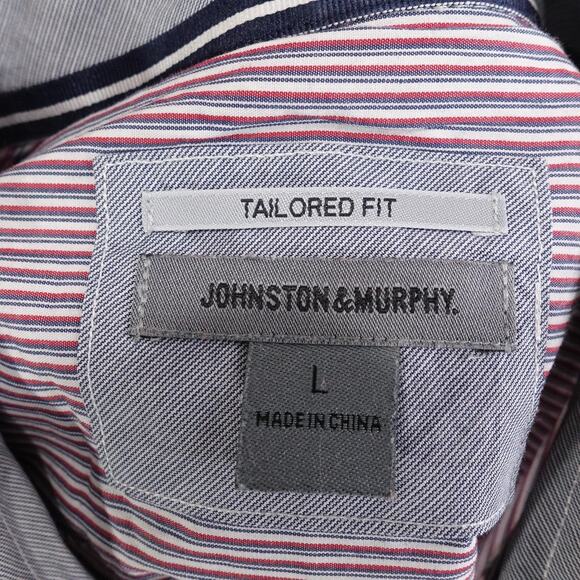 TAILORED FIT
JOHNSTON&MURPHY.
L
MADE IN CHINA